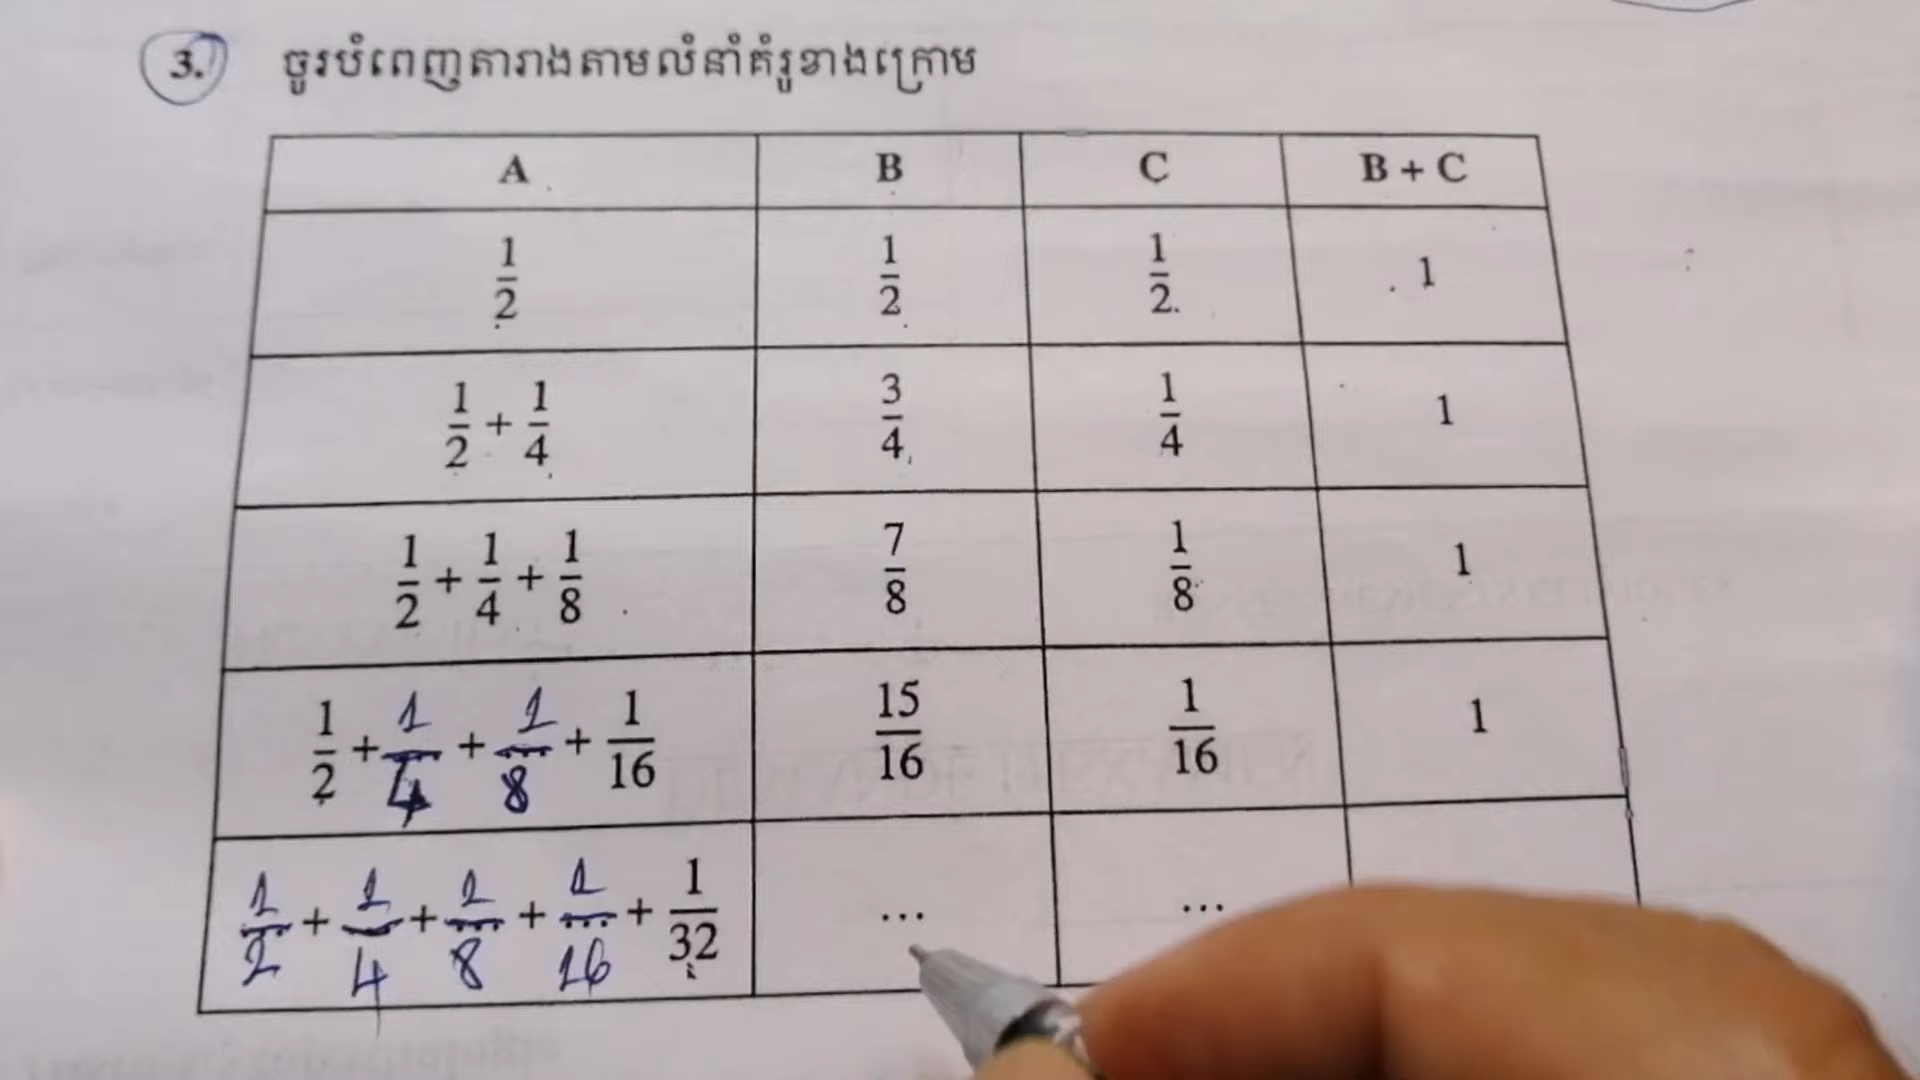 3. ចូរបំពេញតារាងតាមលំនាំគំរូខាងក្រោម
A B C B + C
1/2 1/2 1/2 1
1/2 + 1/4 3/4 1/4 1
1/2 + 1/4 + 1/8 7/8 1/8 1
1/2 + 1/4 + 1/8 + 1/16 15/16 1/16 1
1/2 + 1/4 + 1/8 + 1/16 + 1/32 ... ...